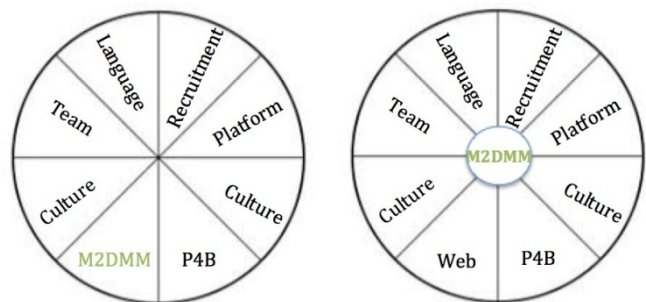 Language
Recruitment
Platform
Culture
P4B
M2DMM
Culture
Team
Language
Recruitment
Platform
Culture
P4B
Web
Culture
Team
M2DMM